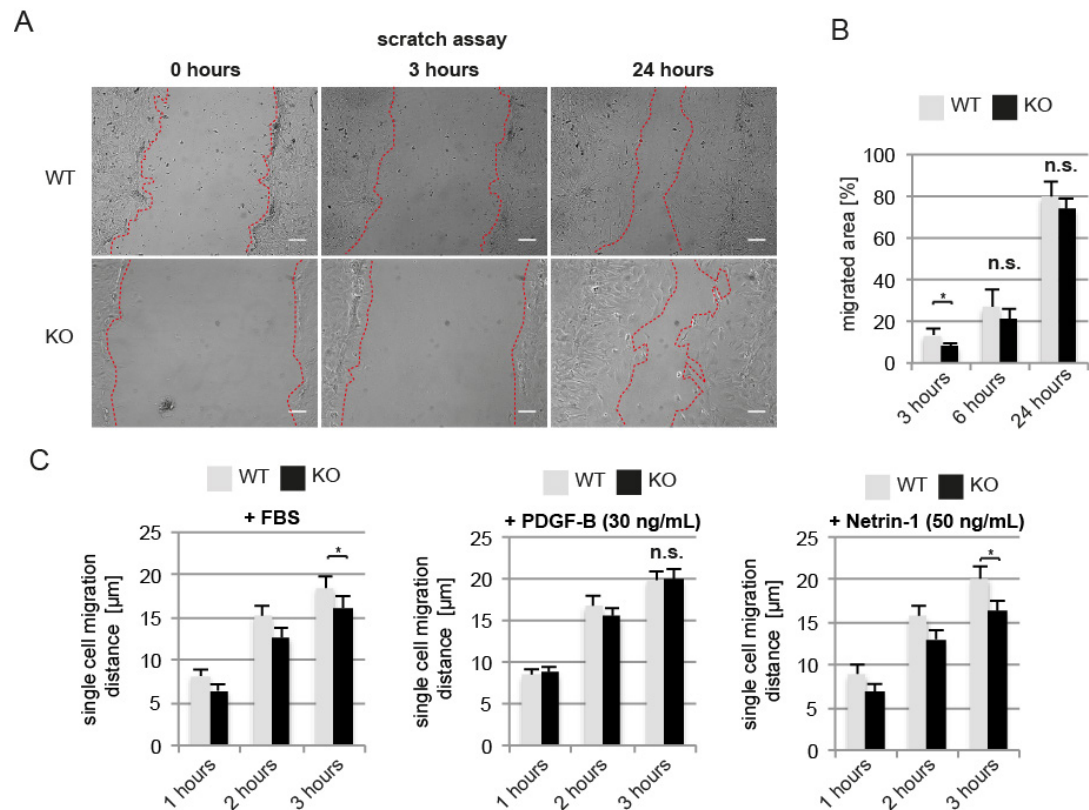 A
scratch assay
0 hours
3 hours
24 hours
WT
KO
B
WT
KO
migrated area [%]
100
80
60
40
20
0
*
n.s.
n.s.
3 hours
6 hours
24 hours
C
WT
KO
+ FBS
single cell migration
distance [µm]
25
20
15
10
5
0
*
1 hours
2 hours
3 hours
WT
KO
+ PDGF-B (30 ng/mL)
single cell migration
distance [µm]
25
20
15
10
5
0
n.s.
1 hours
2 hours
3 hours
WT
KO
+ Netrin-1 (50 ng/mL)
single cell migration
distance [µm]
25
20
15
10
5
0
*
1 hours
2 hours
3 hours